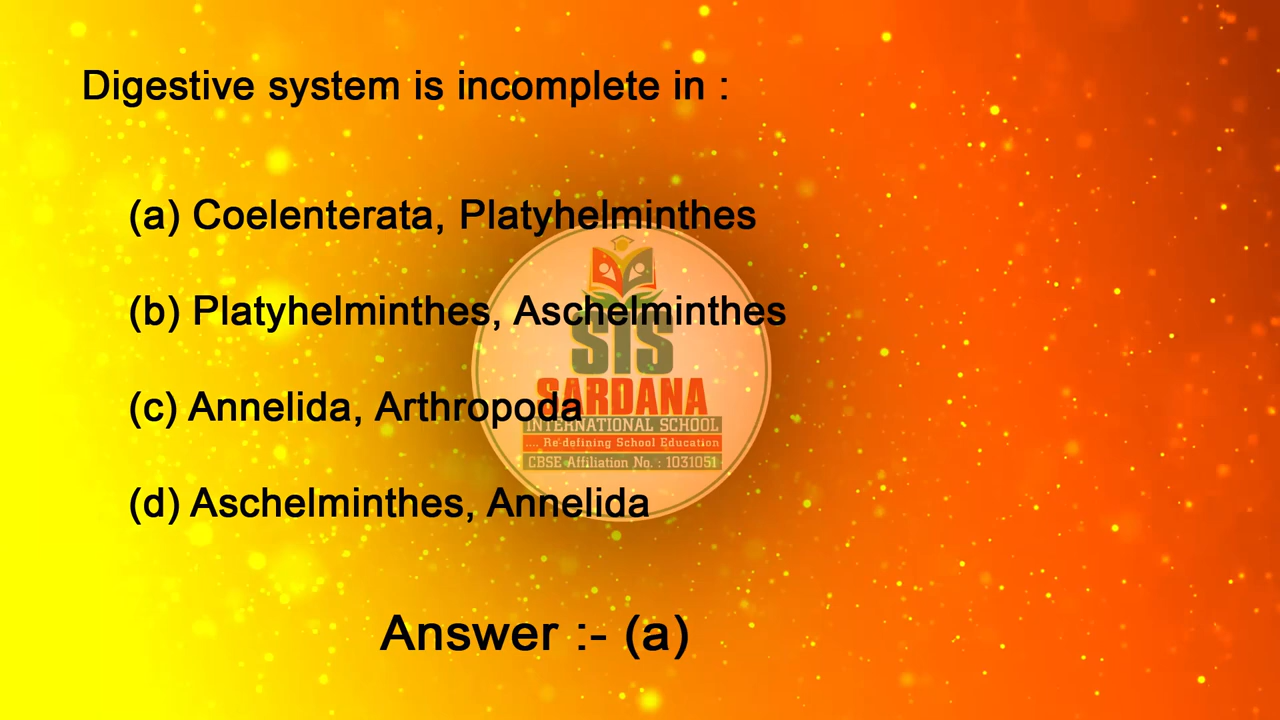 Digestive system is incomplete in :
(a) Coelenterata, Platyhelminthes
(b) Platyhelminthes, Aschelminthes
SIS
(c) Annelida, Arthropoda
SARDANA
INTERNATIONAL SCHOOL
.... Re-defining School Education
CBSE Affiliation No. : 1031051
(d) Aschelminthes, Annelida
Answer :- (a)